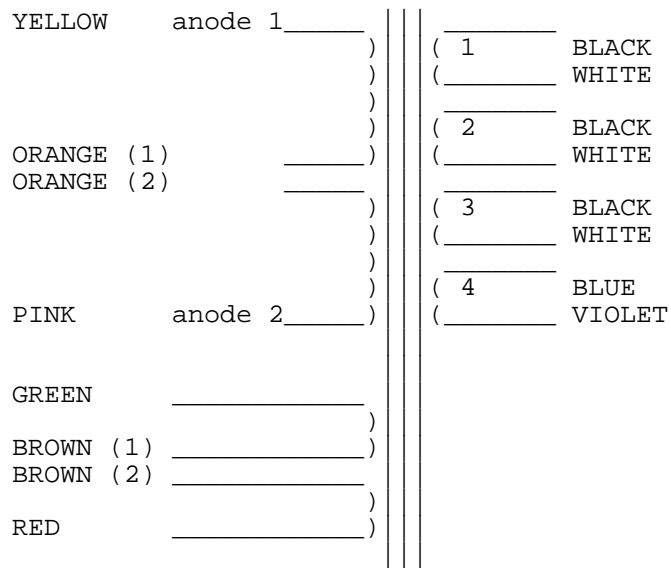 YELLOW anode 1
1 BLACK
WHITE
2 BLACK
ORANGE (1) WHITE
ORANGE (2)
3 BLACK
WHITE
4 BLUE
PINK anode 2 VIOLET
GREEN
BROWN (1)
BROWN (2)
RED